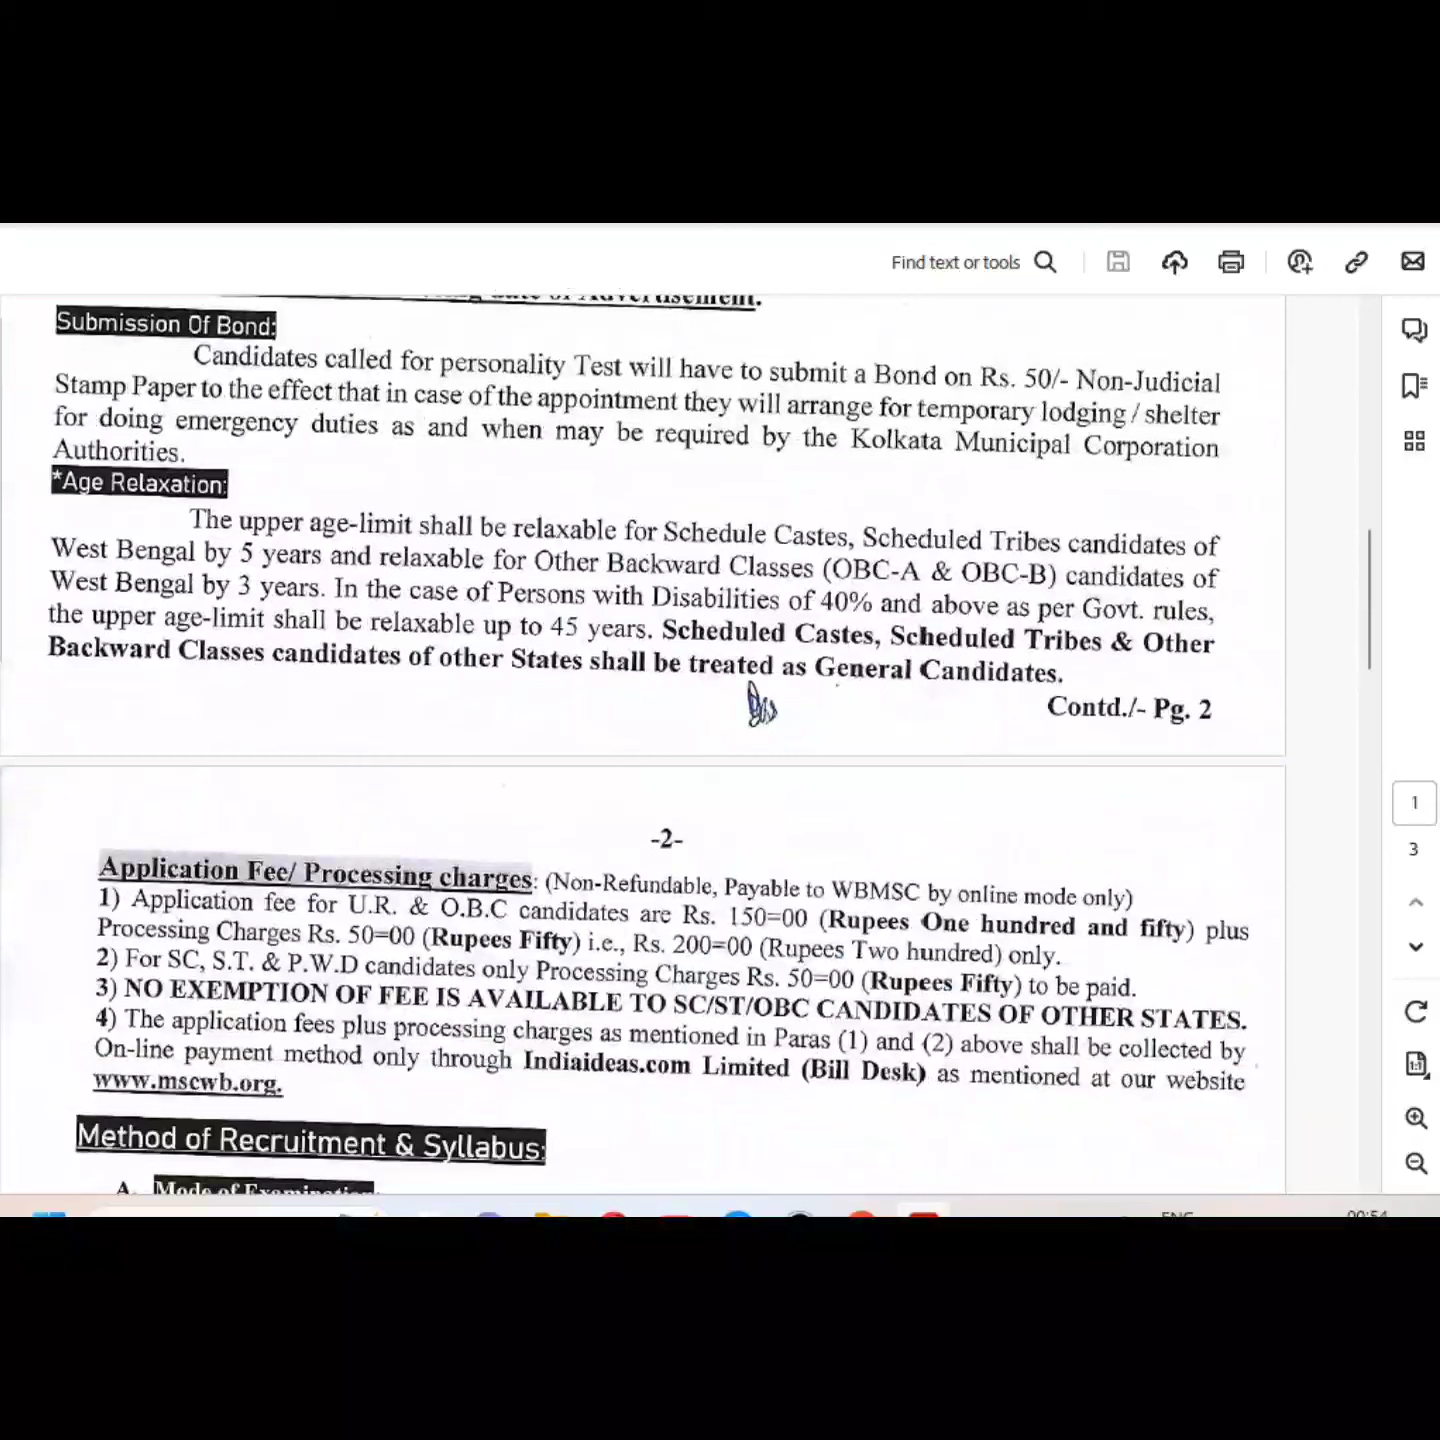 Find text or tools
of Advertisement.
Submission Of Bond:
Candidates called for personality Test will have to submit a Bond on Rs. 50/- Non-Judicial
Stamp Paper to the effect that in case of the appointment they will arrange for temporary lodging / shelter
for doing emergency duties as and when may be required by the Kolkata Municipal Corporation
Authorities.
*Age Relaxation:
The upper age-limit shall be relaxable for Schedule Castes, Scheduled Tribes candidates of
West Bengal by 5 years and relaxable for Other Backward Classes (OBC-A & OBC-B) candidates of
West Bengal by 3 years. In the case of Persons with Disabilities of 40% and above as per Govt. rules,
the upper age-limit shall be relaxable up to 45 years. Scheduled Castes, Scheduled Tribes & Other
Backward Classes candidates of other States shall be treated as General Candidates.
Contd./- Pg. 2
1
3
-2-
Application Fee/ Processing charges: (Non-Refundable, Payable to WBMSC by online mode only)
1) Application fee for U.R. & O.B.C candidates are Rs. 150=00 (Rupees One hundred and fifty) plus
Processing Charges Rs. 50=00 (Rupees Fifty) i.e., Rs. 200=00 (Rupees Two hundred) only.
2) For SC, S.T. & P.W.D candidates only Processing Charges Rs. 50=00 (Rupees Fifty) to be paid.
3) NO EXEMPTION OF FEE IS AVAILABLE TO SC/ST/OBC CANDIDATES OF OTHER STATES.
4) The application fees plus processing charges as mentioned in Paras (1) and (2) above shall be collected by
On-line payment method only through Indiaideas.com Limited (Bill Desk) as mentioned at our website
www.mscwb.org.
Method of Recruitment & Syllabus:
A. Mode of Examination
ENG
00:54